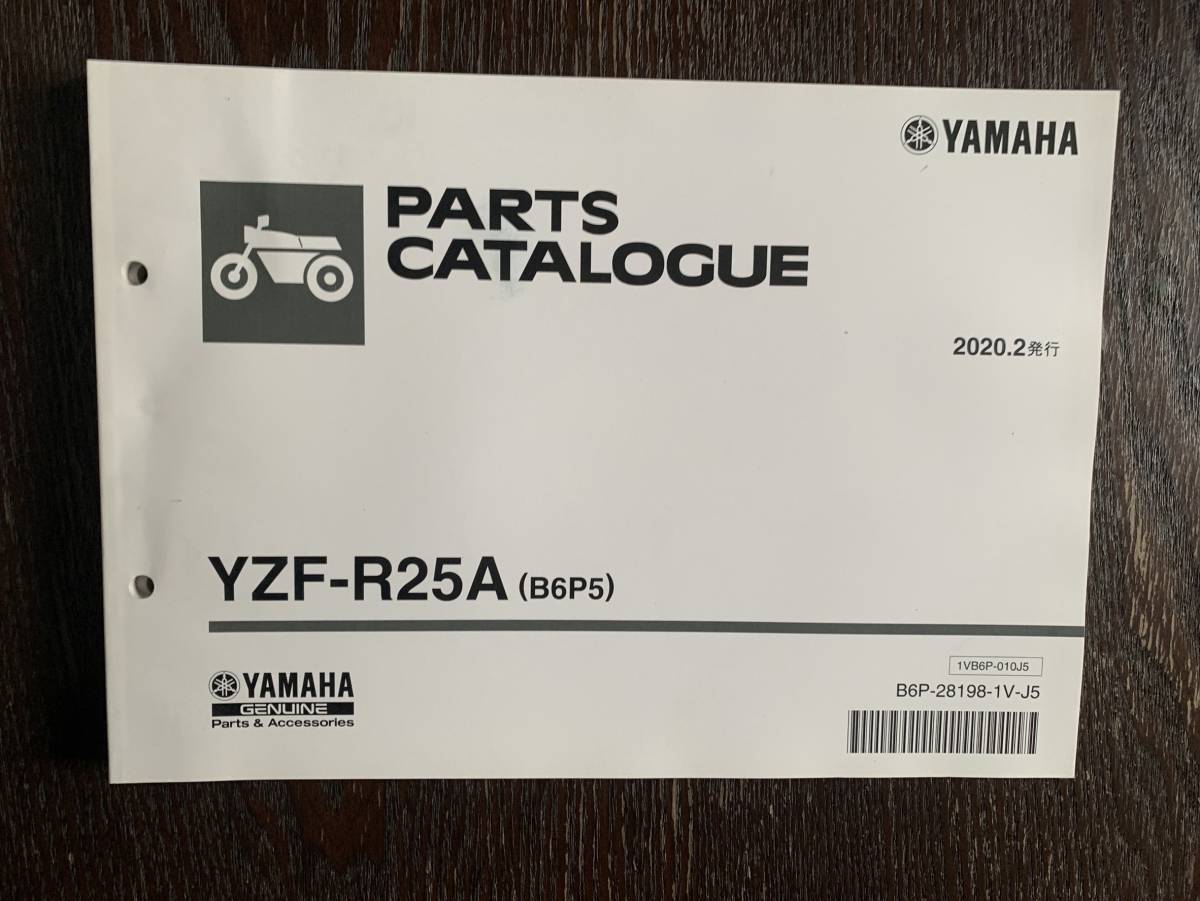 YAMAHA
PARTS
CATALOGUE
2020.2発行
YZF-R25A (B6P5)
1VB6P-010J5
B6P-28198-1V-J5
YAMAHA
GENUINE
Parts & Accessories